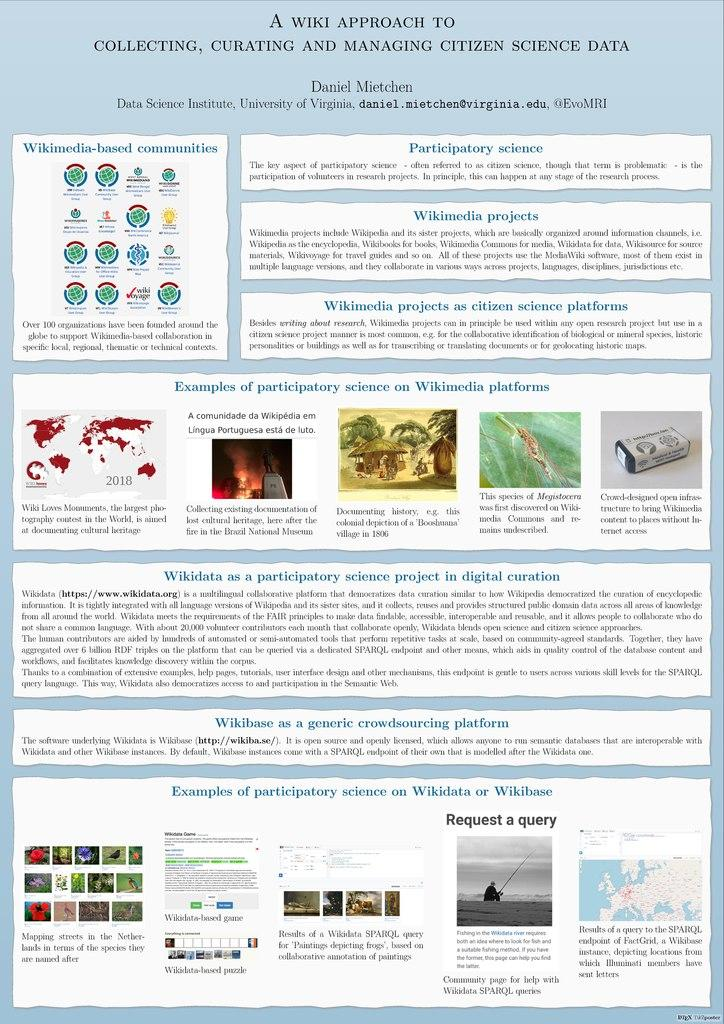 A WIKI APPROACH TO
COLLECTING, CURATING AND MANAGING CITIZEN SCIENCE DATA
Daniel Mietchen
Data Science Institute, University of Virginia, daniel.mietchen@virginia.edu, @EvoMRI
Wikimedia-based communities
wiki
voyage
Over 100 organizations have been founded around the
globe to support Wikimedia-based collaboration in
specific local, regional, thematic or technical contexts.
Participatory science
The key aspect of participatory science - often referred to as citizen science, though that term is problematic - is the
participation of volunteers in research projects. In principle, this can happen at any stage of the research process.
Wikimedia projects
Wikimedia projects include Wikipedia and its sister projects, which are basically organized around information channels, i.e.
Wikipedia as the encyclopedia, Wikibooks for books, Wikimedia Commons for media, Wikidata for data, Wikisource for source
materials, Wikivoyage for travel guides and so on. All of these projects use the MediaWiki software, most of them exist in
multiple language versions, and they collaborate in various ways across projects, languages, disciplines, jurisdictions etc.
Wikimedia projects as citizen science platforms
Besides writing about research, Wikimedia projects can in principle be used within any open research project but use in a
citizen science project manner is most common, e.g. for the collaborative identification of biological or mineral species, historic
personalities or buildings as well as for transcribing or translating documents or for geolocating historic maps.
Examples of participatory science on Wikimedia platforms
2018
Wiki Loves Monuments, the largest pho-
tography contest in the World, is aimed
at documenting cultural heritage
A comunidade da Wikipédia em
Língua Portuguesa está de luto.
Collecting existing documentation of
lost cultural heritage, here after the
fire in the Brazil National Museum
Documenting history, e.g. this
colonial depiction of a 'Booshuana'
village in 1806
This species of Megistocera
was first discovered on Wiki-
media Commons and re-
mains undescribed.
Crowd-designed open infras-
tructure to bring Wikimedia
content to places without In-
ternet access
Wikidata as a participatory science project in digital curation
Wikidata (https://www.wikidata.org) is a multilingual collaborative platform that democratizes data curation similar to how Wikipedia democratized the curation of encyclopedic
information. It is tightly integrated with all language versions of Wikipedia and its sister sites, and it collects, reuses and provides structured public domain data across all areas of knowledge
from all around the world. Wikidata meets the requirements of the FAIR principles to make data findable, accessible, interoperable and reusable, and it allows people to collaborate who do
not share a common language. With about 20,000 volunteer contributors each month that collaborate openly, Wikidata blends open science and citizen science approaches.
The human contributors are aided by hundreds of automated or semi-automated tools that perform repetitive tasks at scale, based on community-agreed standards. Together, they have
aggregated over 6 billion RDF triples on the platform that can be queried via a dedicated SPARQL endpoint and other means, which aids in quality control of the database content and
workflows, and facilitates knowledge discovery within the corpus.
Thanks to a combination of extensive examples, help pages, tutorials, user interface design and other mechanisms, this endpoint is gentle to users across various skill levels for the SPARQL
query language. This way, Wikidata also democratizes access to and participation in the Semantic Web.
Wikibase as a generic crowdsourcing platform
The software underlying Wikidata is Wikibase (http://wikiba.se/). It is open source and openly licensed, which allows anyone to run semantic databases that are interoperable with
Wikidata and other Wikibase instances. By default, Wikibase instances come with a SPARQL endpoint of their own that is modelled after the Wikidata one.
Examples of participatory science on Wikidata or Wikibase
Mapping streets in the Nether-
lands in terms of the species they
are named after
Wikidata Game
Wikidata-based game
Wikidata-based puzzle
Results of a Wikidata SPARQL query
for 'Paintings depicting frogs', based on
collaborative annotation of paintings
Request a query
Fishing in the Wikidata river requires
both an idea where to look for fish and
a suitable fishing method. If you have
the former, this page can help you find
the latter.
Community page for help with
Wikidata SPARQL queries
Results of a query to the SPARQL
endpoint of FactGrid, a Wikibase
instance, depicting locations from
which Illuminati members have
sent letters
LaTeX TikZposter